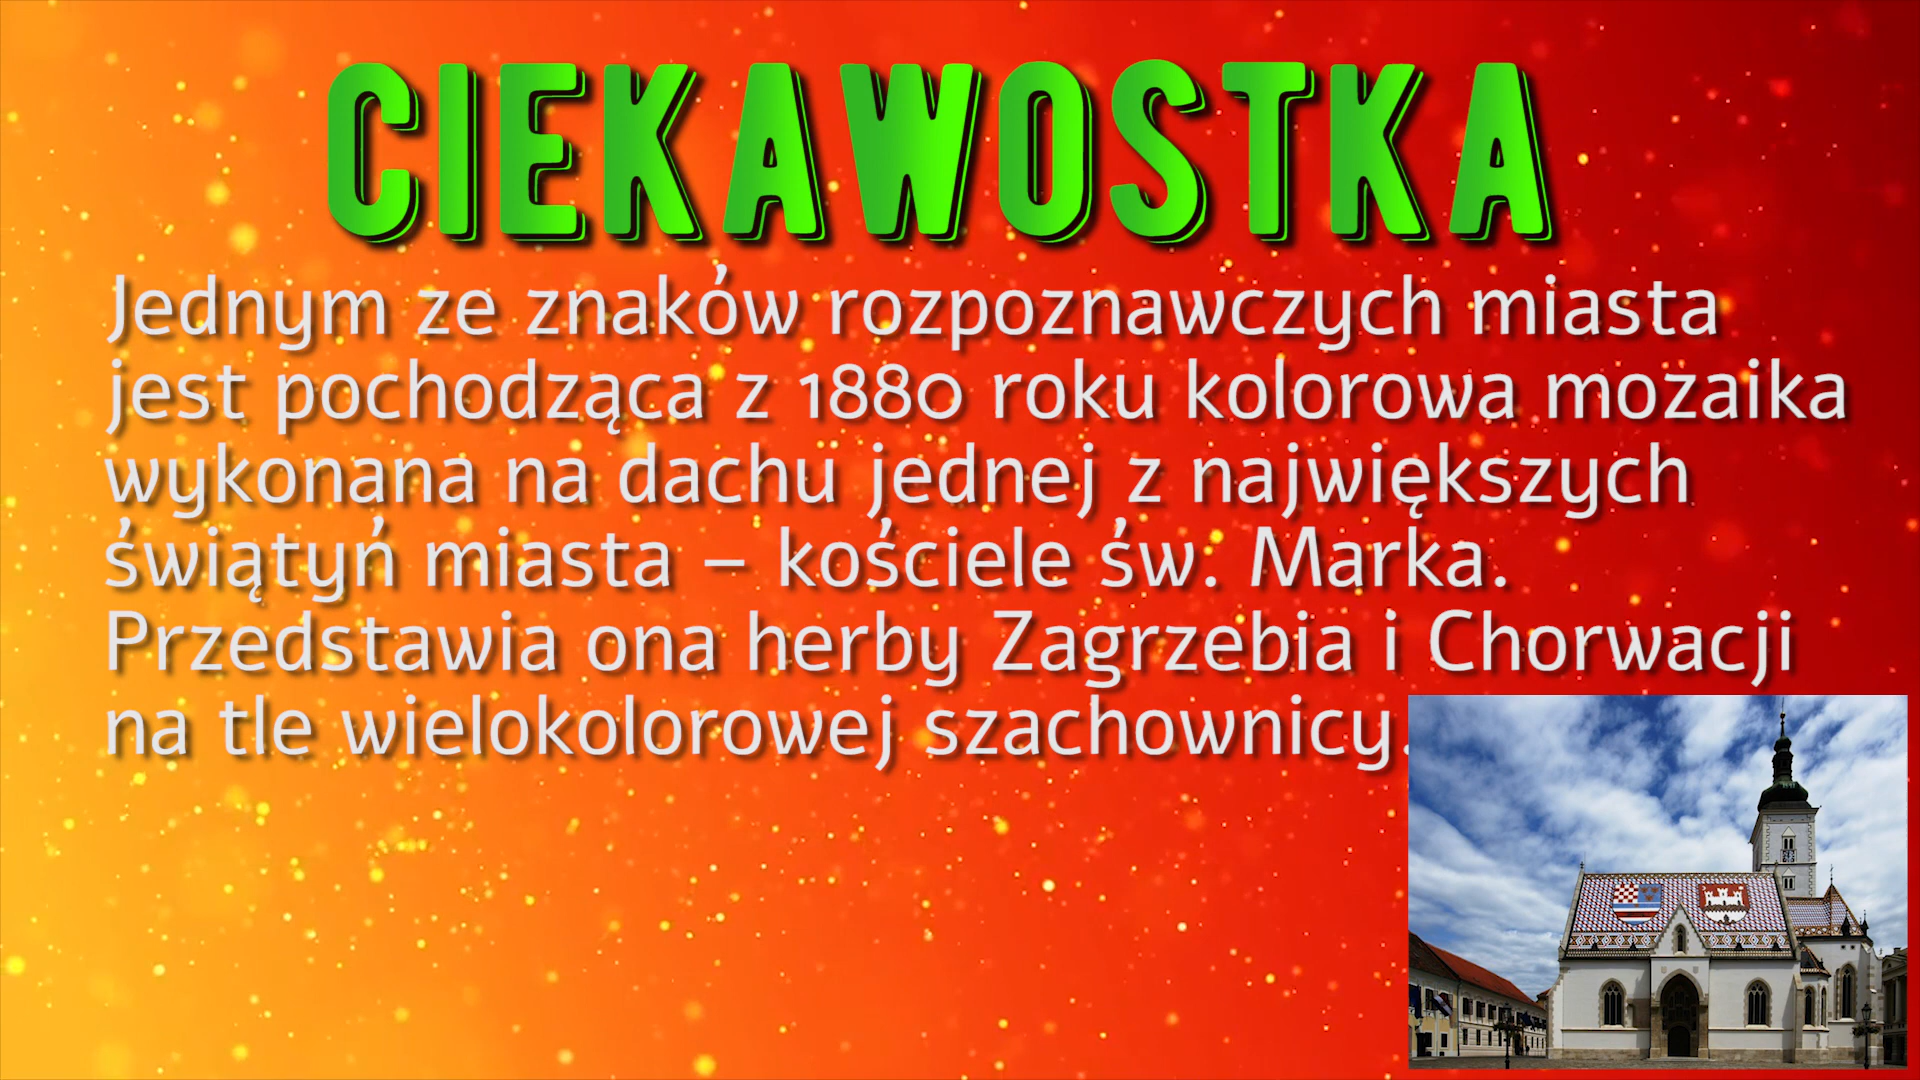 CIEKAWOSTKA
Jednym ze znaków rozpoznawczych miasta
jest pochodząca z 1880 roku kolorowa mozaika
wykonana na dachu jednej z największych
świątyń miasta – kościele św. Marka.
Przedstawia ona herby Zagrzebia i Chorwacji
na tle wielokolorowej szachownicy.